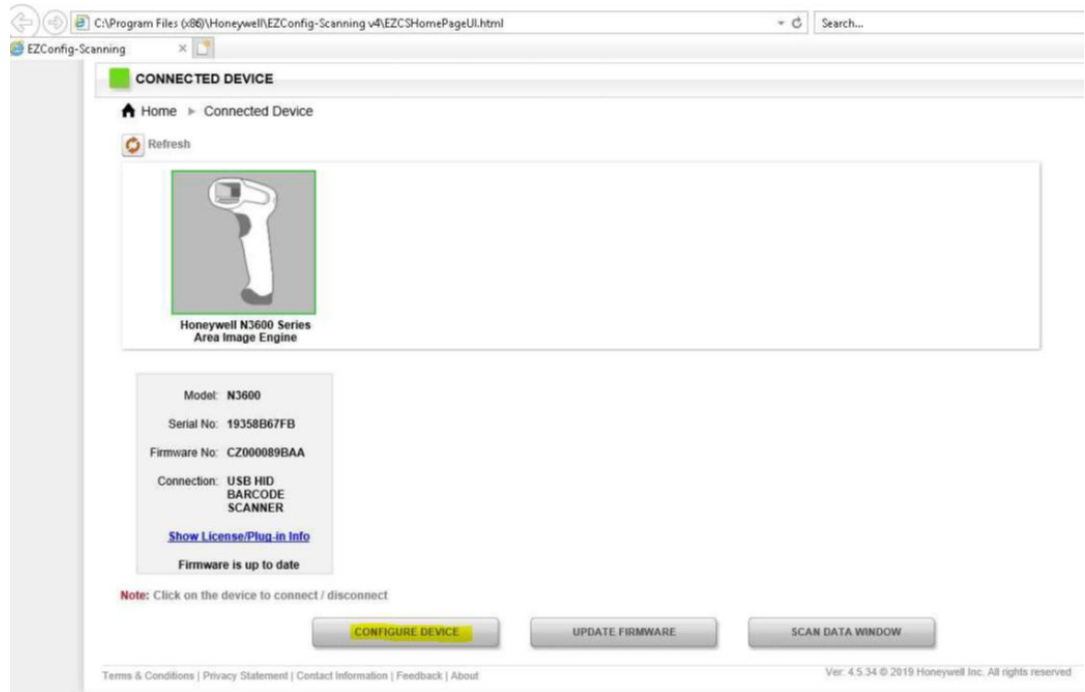 C:\Program Files (x86)\Honeywell\EZConfig-Scanning v4\EZCSHomePageUI.html
Search...
EZConfig-Scanning
CONNECTED DEVICE
Home ▶ Connected Device
Refresh
Honeywell N3600 Series
Area Image Engine
Model: N3600
Serial No: 19358B67FB
Firmware No: CZ000089BAA
Connection: USB HID
BARCODE
SCANNER
Show License/Plug-in Info
Firmware is up to date
Note: Click on the device to connect / disconnect
CONFIGURE DEVICE
UPDATE FIRMWARE
SCAN DATA WINDOW
Terms & Conditions | Privacy Statement | Contact Information | Feedback | About
Ver: 4.5.34 © 2019 Honeywell Inc. All rights reserved